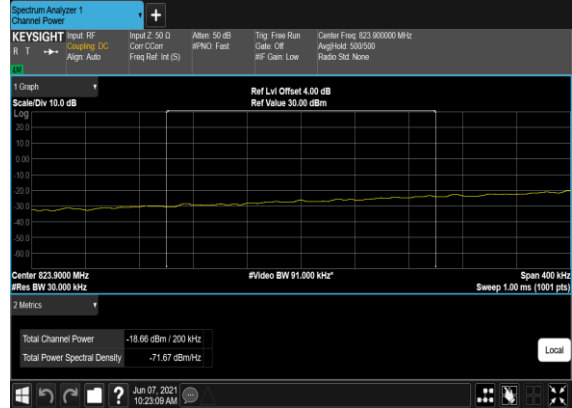 Spectrum Analyzer 1
Channel Power
+
KEYSIGHT Input: RF Input Z: 50 Ω Atten: 50 dB Trig: Free Run Center Freq: 823.900000 MHz
R T Coupling: DC Corr CCorr #PNO: Fast Gate: Off Avg|Hold: 500/500
Align: Auto Freq Ref: Int (S) #IF Gain: Low Radio Std: None
1 Graph
Ref Lvl Offset 4.00 dB
Scale/Div 10.0 dB Ref Value 30.00 dBm
Log
20.0
10.0
0.00
-10.0
-20.0
-30.0
-40.0
-50.0
-60.0
Center 823.9000 MHz #Video BW 91.000 kHz* Span 400 kHz
#Res BW 30.000 kHz Sweep 1.00 ms (1001 pts)
2 Metrics
Total Channel Power -18.66 dBm / 200 kHz
Total Power Spectral Density -71.67 dBm/Hz
Local
? Jun 07, 2021
10:23:09 AM